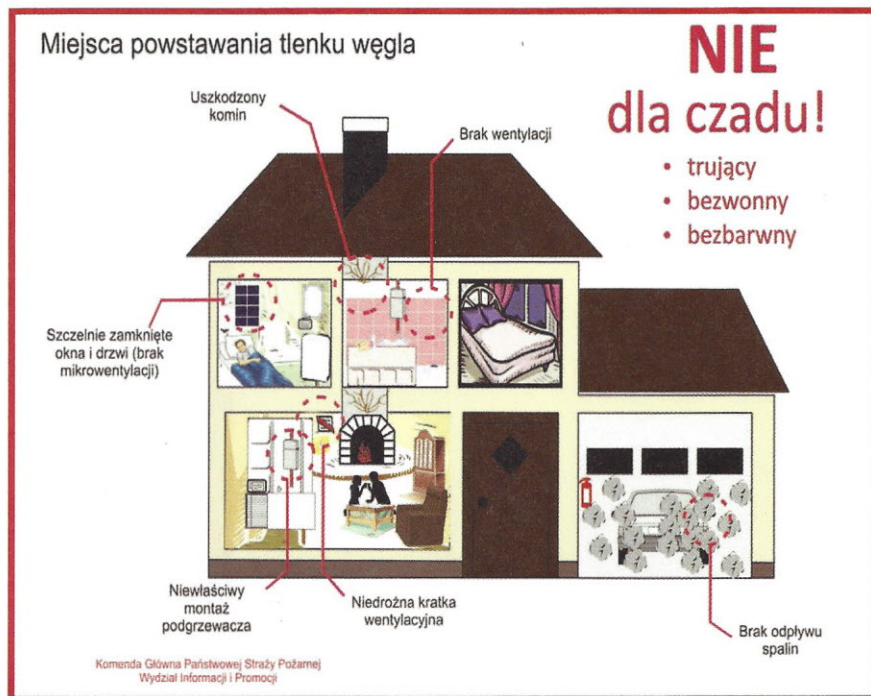 Miejsca powstawania tlenku węgla
NIE
dla czadu!
• trujący
• bezwonny
• bezbarwny
Uszkodzony
komin
Brak wentylacji
Szczelnie zamknięte
okna i drzwi (brak
mikrowentylacji)
Niewłaściwy
montaż
podgrzewacza
Niedrożna kratka
wentylacyjna
Brak odpływu
spalin
Komenda Główna Państwowej Straży Pożarnej
Wydział Informacji i Promocji